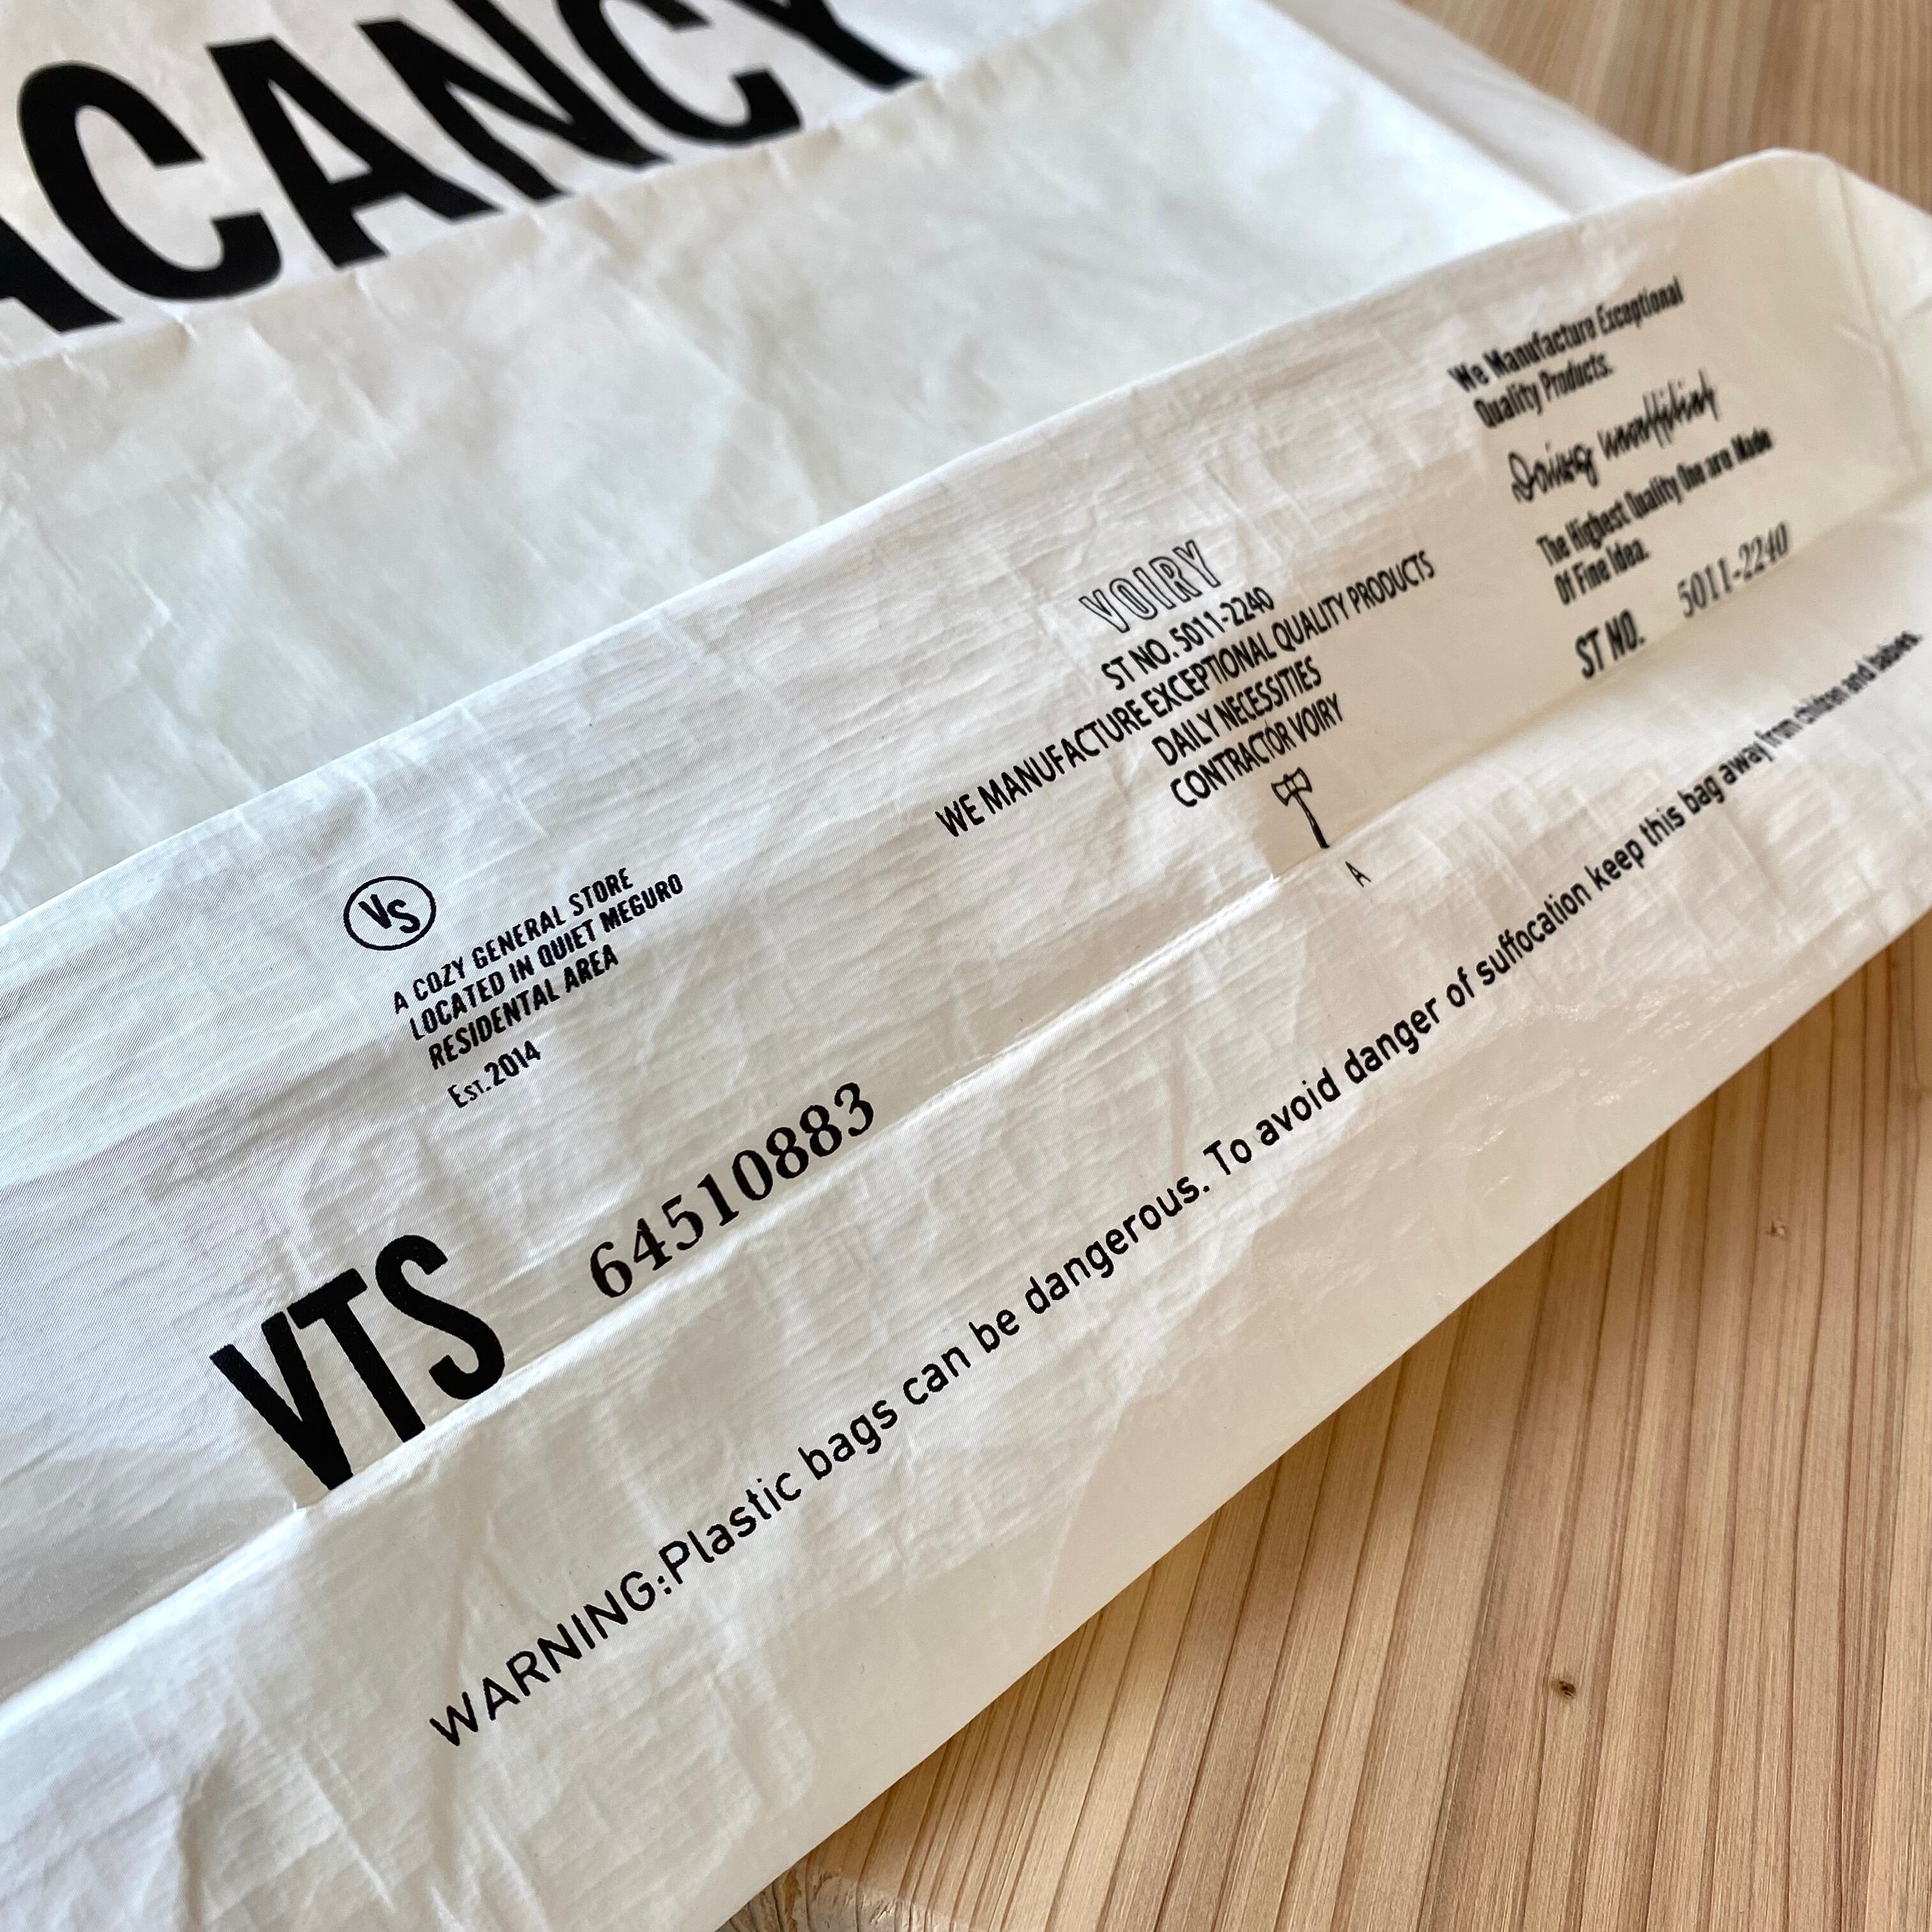 ACANCY
VS
A COZY GENERAL STORE
LOCATED IN QUIET MEGURO
RESIDENTAL AREA
EST.2014
VTS 64510883
VOIRY
ST NO. 5011-2240
WE MANUFACTURE EXCEPTIONAL QUALITY PRODUCTS
DAILY NECESSITIES
CONTRACTOR VOIRY
A
We Manufacture Exceptional
Quality Products.
Doing
The Highest Quality One are Made
Of Fine Idea.
ST NO. 5011-2240
WARNING:Plastic bags can be dangerous. To avoid danger of suffocation keep this bag away from children and babies.